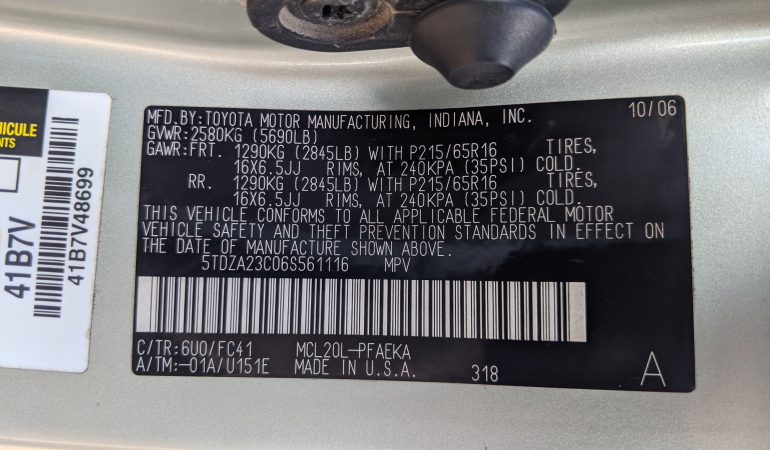 MFD.BY:TOYOTA MOTOR MANUFACTURING, INDIANA, INC. 10/06
GVWR:2580KG (5690LB)
GAWR:FRT. 1290KG (2845LB) WITH P215/65R16 TIRES,
16X6.5JJ RIMS, AT 240KPA (35PSI) COLD.
RR. 1290KG (2845LB) WITH P215/65R16 TIRES,
16X6.5JJ RIMS, AT 240KPA (35PSI) COLD.
THIS VEHICLE CONFORMS TO ALL APPLICABLE FEDERAL MOTOR
VEHICLE SAFETY AND THEFT PREVENTION STANDARDS IN EFFECT ON
THE DATE OF MANUFACTURE SHOWN ABOVE.
5TDZA23C06S561116 MPV
C/TR:6U0/FC41 MCL20L-PFAEKA
A/TM:-01A/U151E MADE IN U.S.A. 318 A
HICULE
NTS
41B7V
41B7V48699